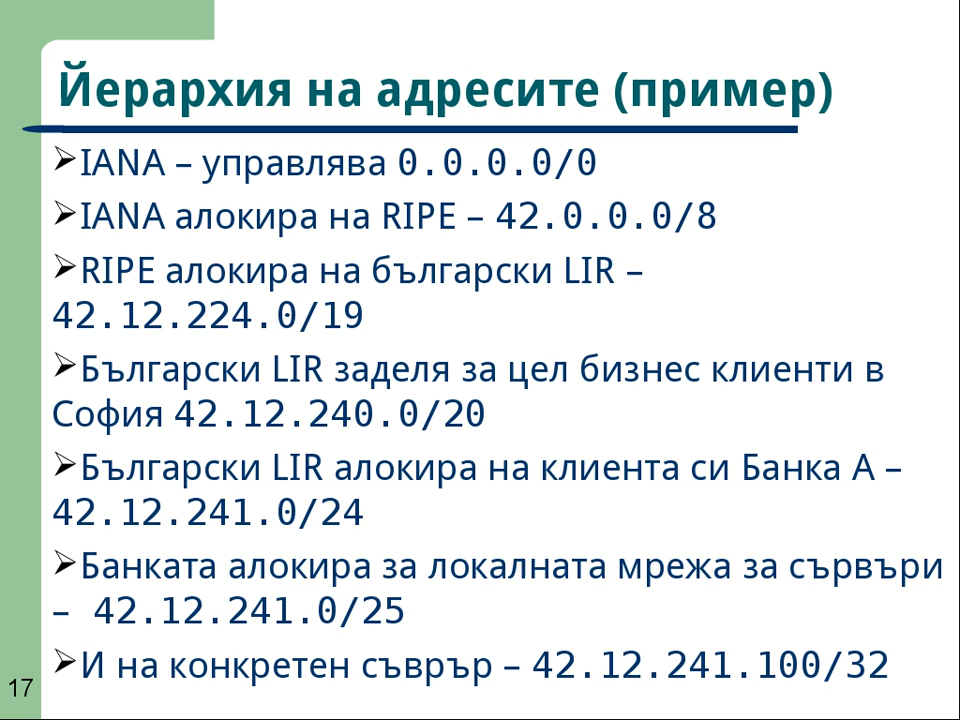 Йерархия на адресите (пример)
➢IANA – управлява 0.0.0.0/0
➢IANA алокира на RIPE – 42.0.0.0/8
➢RIPE алокира на български LIR –
42.12.224.0/19
➢Български LIR заделя за цел бизнес клиенти в
София 42.12.240.0/20
➢Български LIR алокира на клиента си Банка А –
42.12.241.0/24
➢Банката алокира за локалната мрежа за сървъри
– 42.12.241.0/25
➢И на конкретен съврър – 42.12.241.100/32
17